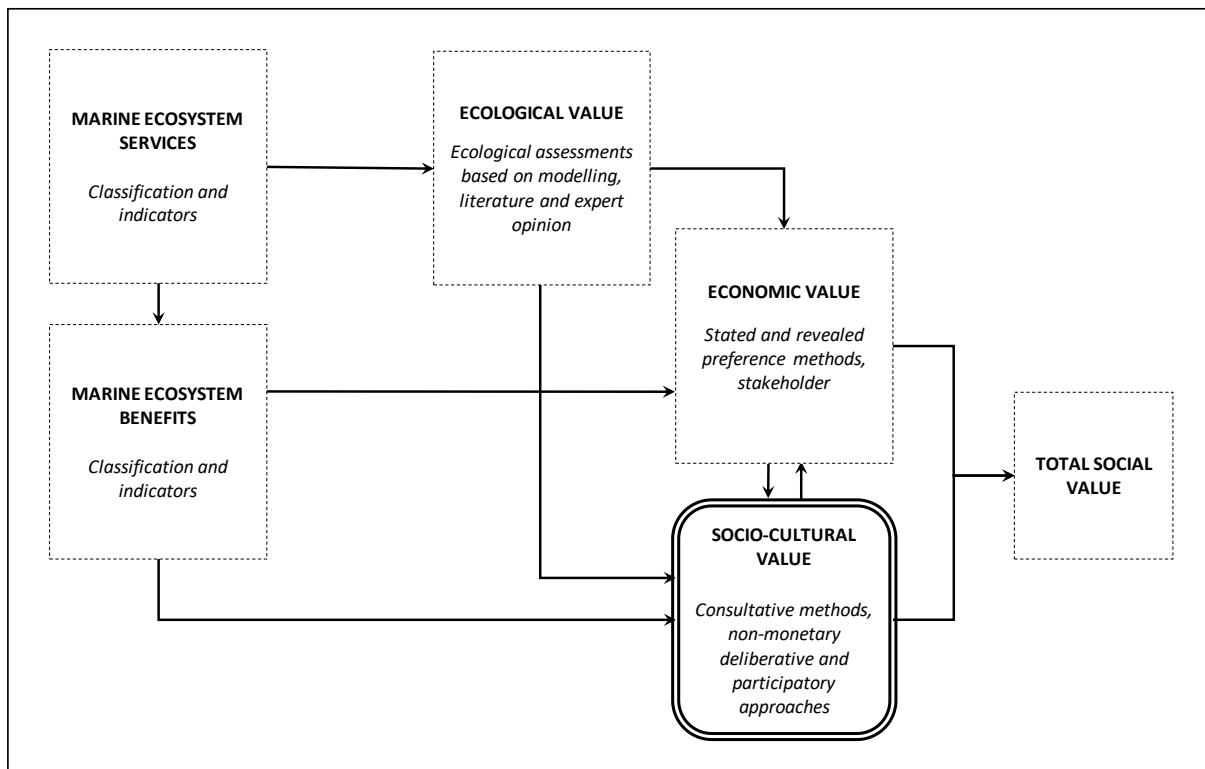 MARINE ECOSYSTEM
SERVICES
Classification and
indicators
ECOLOGICAL VALUE
Ecological assessments
based on modelling,
literature and expert
opinion
MARINE ECOSYSTEM
BENEFITS
Classification and
indicators
ECONOMIC VALUE
Stated and revealed
preference methods,
stakeholder
SOCIO-CULTURAL
VALUE
Consultative methods,
non-monetary
deliberative and
participatory
approaches
TOTAL SOCIAL
VALUE